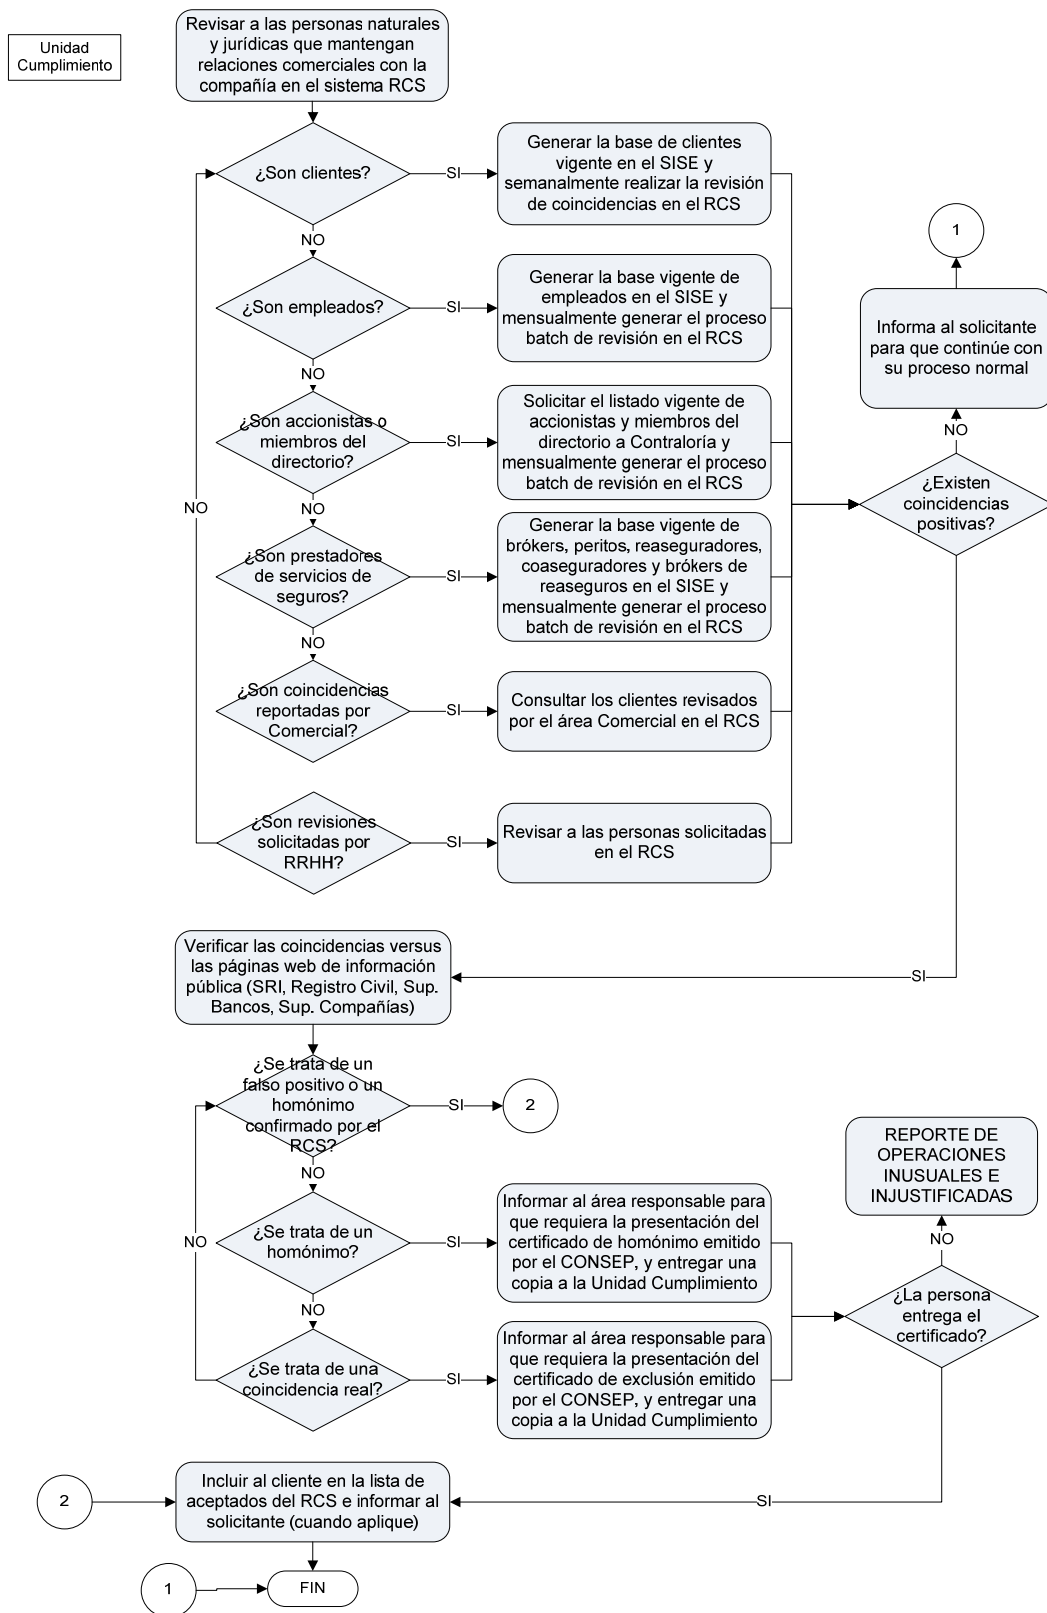 Unidad
Cumplimiento
Revisar a las personas naturales
y jurídicas que mantengan
relaciones comerciales con la
compañía en el sistema RCS
¿Son clientes?
SI
Generar la base de clientes
vigente en el SISE y
semanalmente realizar la revisión
de coincidencias en el RCS
NO
1
¿Son empleados?
SI
Generar la base vigente de
empleados en el SISE y
mensualmente generar el proceso
batch de revisión en el RCS
Informa al solicitante
para que continúe con
su proceso normal
NO
¿Son accionistas o
miembros del
directorio?
SI
Solicitar el listado vigente de
accionistas y miembros del
directorio a Contraloría y
mensualmente generar el proceso
batch de revisión en el RCS
NO
¿Existen
coincidencias
positivas?
NO
NO
¿Son prestadores
de servicios de
seguros?
SI
Generar la base vigente de
brókers, peritos, reaseguradores,
coaseguradores y brókers de
reaseguros en el SISE y
mensualmente generar el proceso
batch de revisión en el RCS
NO
¿Son coincidencias
reportadas por
Comercial?
SI
Consultar los clientes revisados
por el área Comercial en el RCS
¿Son revisiones
solicitadas por
RRHH?
SI
Revisar a las personas solicitadas
en el RCS
Verificar las coincidencias versus
las páginas web de información
pública (SRI, Registro Civil, Sup.
Bancos, Sup. Compañías)
SI
¿Se trata de un
falso positivo o un
homónimo
confirmado por el
RCS?
SI
2
NO
REPORTE DE
OPERACIONES
INUSUALES E
INJUSTIFICADAS
NO
¿Se trata de un
homónimo?
SI
Informar al área responsable para
que requiera la presentación del
certificado de homónimo emitido
por el CONSEP, y entregar una
copia a la Unidad Cumplimiento
NO
NO
¿La persona
entrega el
certificado?
¿Se trata de una
coincidencia real?
SI
Informar al área responsable para
que requiera la presentación del
certificado de exclusión emitido
por el CONSEP, y entregar una
copia a la Unidad Cumplimiento
2
Incluir al cliente en la lista de
aceptados del RCS e informar al
solicitante (cuando aplique)
SI
1
FIN